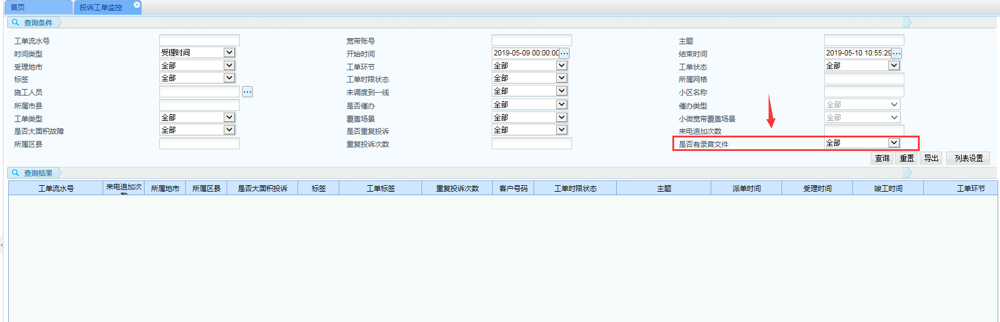 首页 投诉工单监控
查询条件
工单流水号 宽带账号 主题
时间类型 受理时间 开始时间 2019-05-09 00:00:00 结束时间 2019-05-10 10:55:29
受理地市 全部 工单环节 全部 工单状态 全部
标签 全部 工单时限状态 全部 所属网格
施工人员 未调度到一线 全部 小区名称
所属市县 是否催办 全部 催办类型 全部
工单类型 全部 覆盖场景 全部 小微宽带覆盖场景 全部
是否大面积故障 全部 是否重复投诉 全部 来电追加次数
所属区县 重复投诉次数 是否有录音文件 全部
查询 重置 导出 列表设置
查询结果
工单流水号 来电追加次数 所属地市 所属区县 是否大面积投诉 标签 工单标签 重复投诉次数 客户号码 工单时限状态 主题 派单时间 受理时间 竣工时间 工单环节